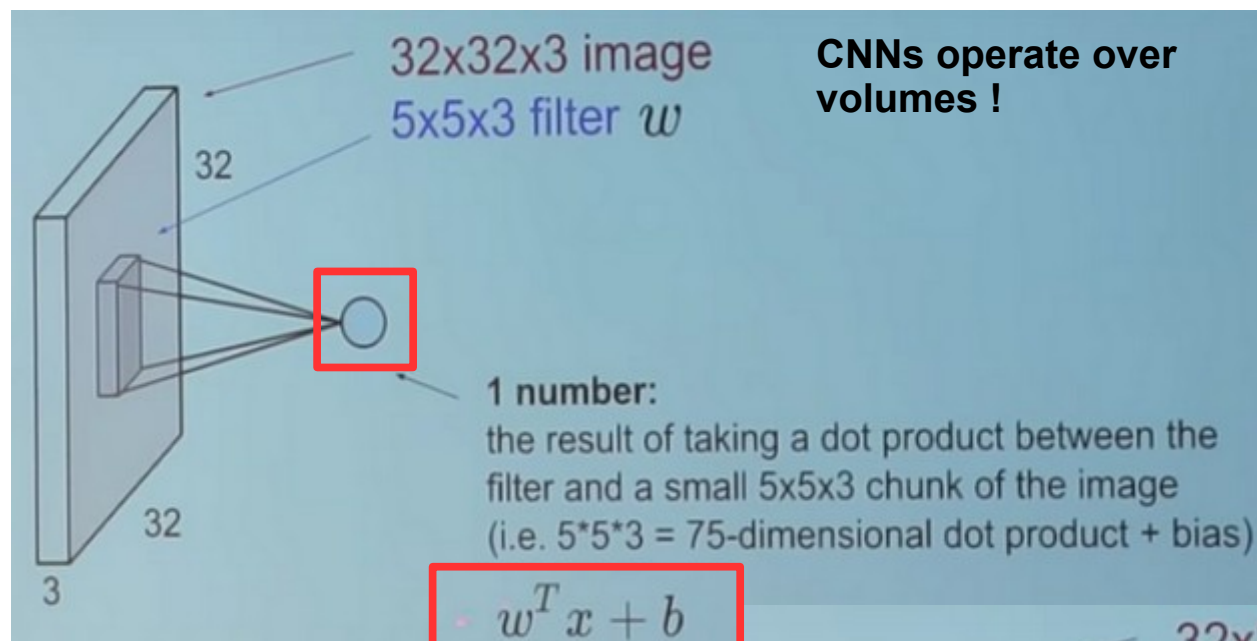 32x32x3 image
5x5x3 filter w
CNNs operate over
volumes !
32
32
3
1 number:
the result of taking a dot product between the
filter and a small 5x5x3 chunk of the image
(i.e. 5*5*3 = 75-dimensional dot product + bias)
w^T x + b